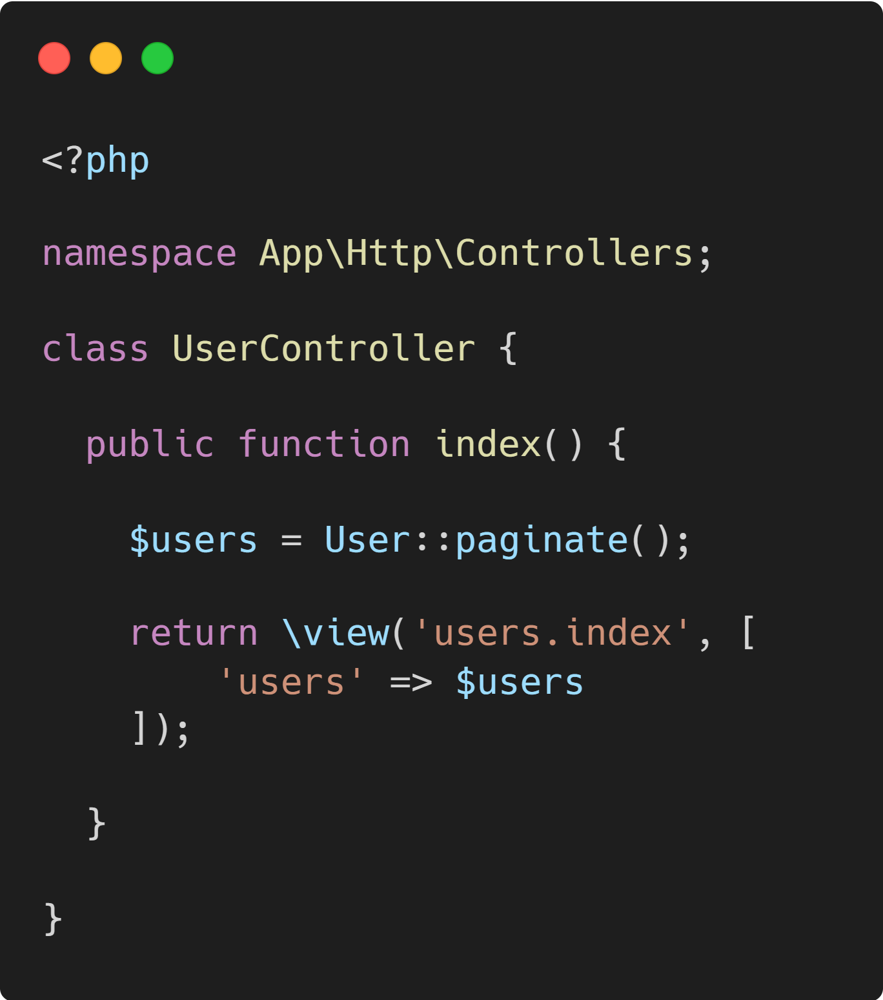 <?php
namespace App\Http\Controllers;
class UserController {
  public function index() {
    $users = User::paginate();
    return \view('users.index', [
        'users' => $users
    ]);
  }
}